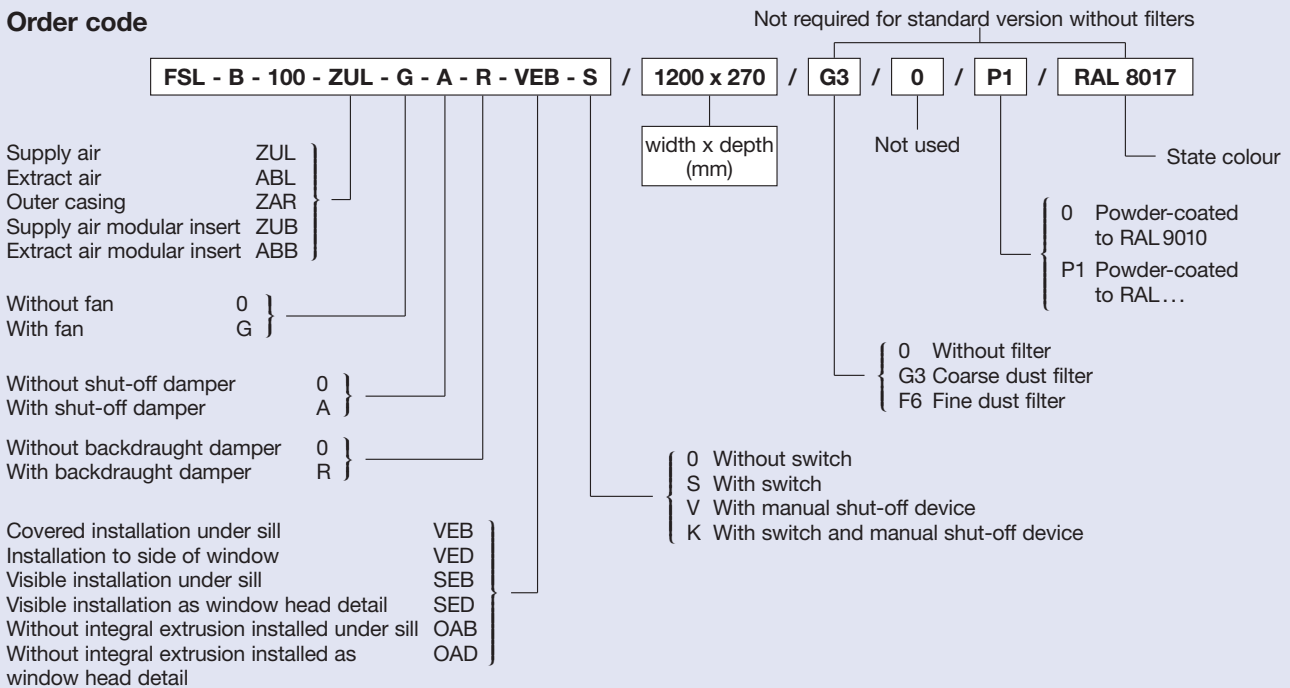 Order code
Not required for standard version without filters
FSL - B - 100 - ZUL - G - A - R - VEB - S / 1200 x 270 / G3 / 0 / P1 / RAL 8017
width x depth
(mm)
Not used
State colour
Supply air ZUL
Extract air ABL
Outer casing ZAR
Supply air modular insert ZUB
Extract air modular insert ABB
0 Powder-coated
to RAL 9010
P1 Powder-coated
to RAL...
Without fan 0
With fan G
0 Without filter
G3 Coarse dust filter
F6 Fine dust filter
Without shut-off damper 0
With shut-off damper A
Without backdraught damper 0
With backdraught damper R
0 Without switch
S With switch
V With manual shut-off device
K With switch and manual shut-off device
Covered installation under sill VEB
Installation to side of window VED
Visible installation under sill SEB
Visible installation as window head detail SED
Without integral extrusion installed under sill OAB
Without integral extrusion installed as OAD
window head detail